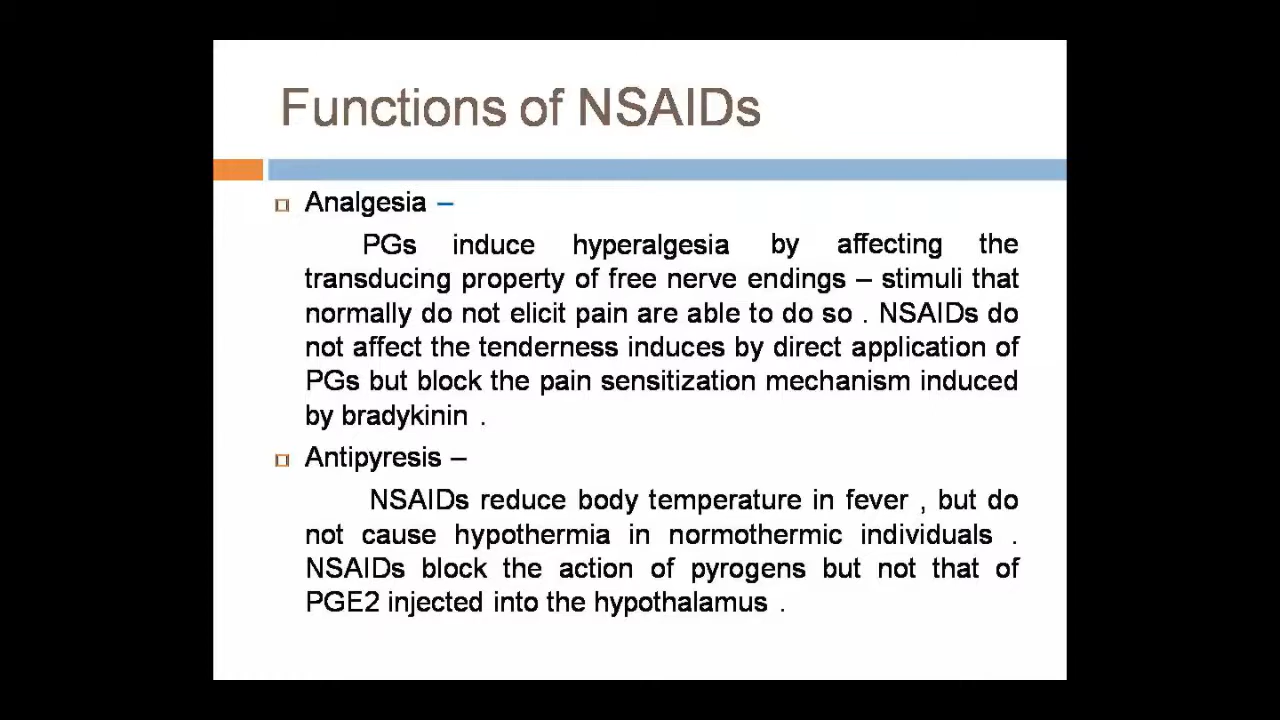 Functions of NSAIDs
Analgesia –
PGs induce hyperalgesia by affecting the
transducing property of free nerve endings – stimuli that
normally do not elicit pain are able to do so . NSAIDs do
not affect the tenderness induces by direct application of
PGs but block the pain sensitization mechanism induced
by bradykinin .
Antipyresis –
NSAIDs reduce body temperature in fever , but do
not cause hypothermia in normothermic individuals .
NSAIDs block the action of pyrogens but not that of
PGE2 injected into the hypothalamus .